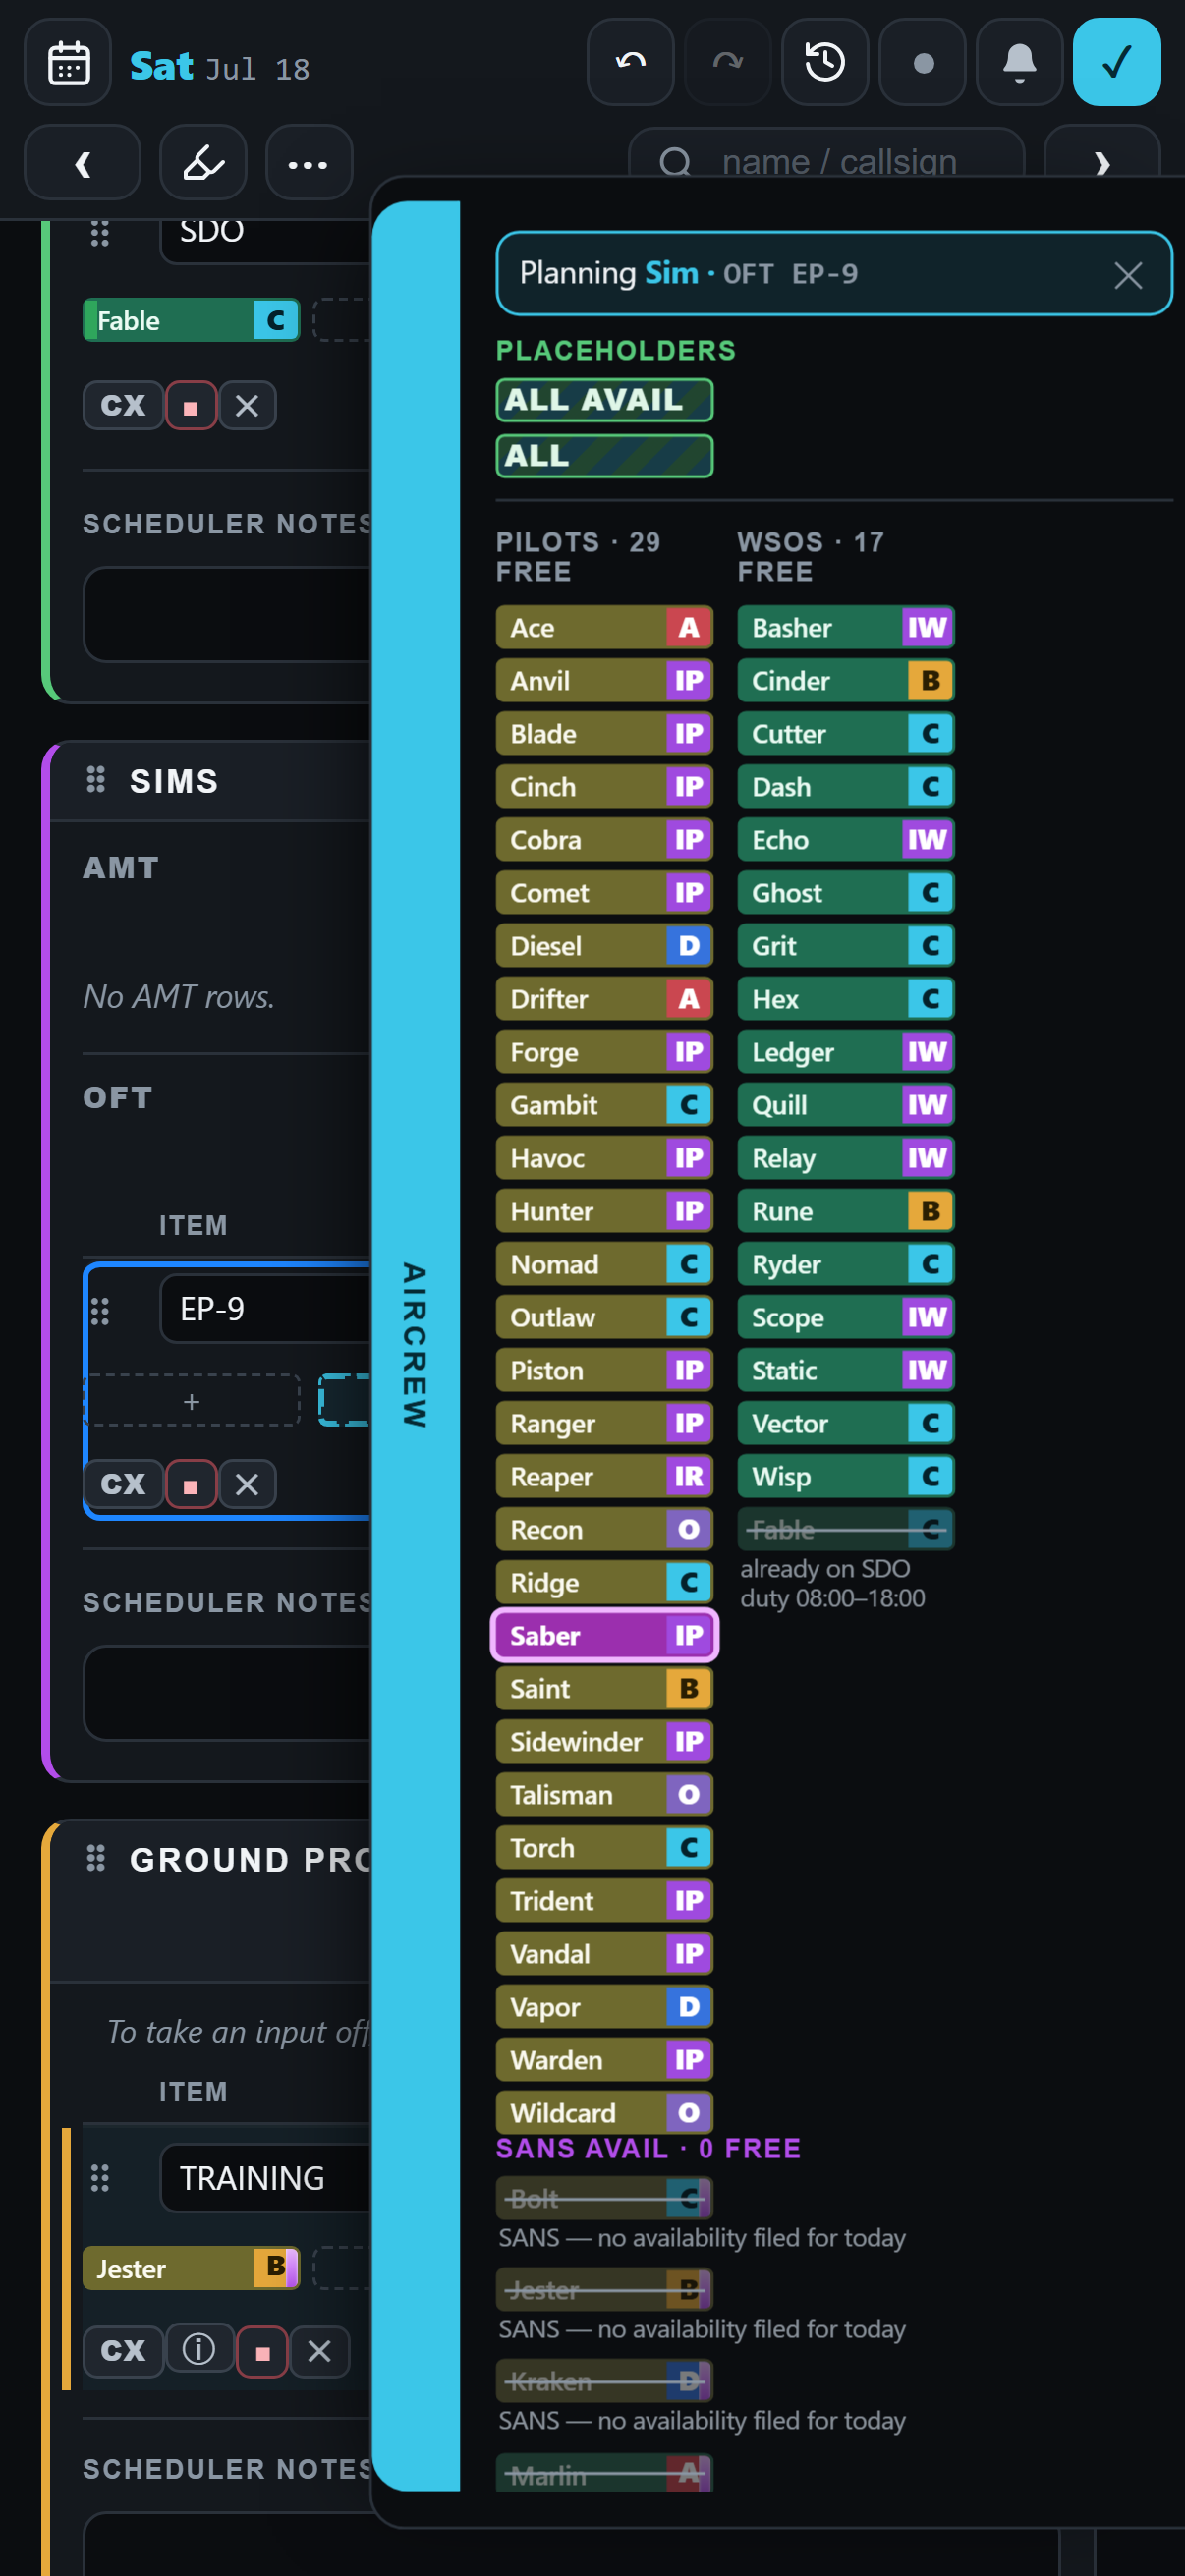 Sat Jul 18
name / callsign
SDO
Fable C
CX
SCHEDULER NOTES
SIMS
AMT
No AMT rows.
OFT
ITEM
EP-9
+
CX
SCHEDULER NOTES
GROUND PRO
To take an input off
ITEM
TRAINING
Jester B
CX
SCHEDULER NOTES
AIRCREW
Planning Sim · OFT EP-9
PLACEHOLDERS
ALL AVAIL
ALL
PILOTS · 29
FREE
Ace A
Anvil IP
Blade IP
Cinch IP
Cobra IP
Comet IP
Diesel D
Drifter A
Forge IP
Gambit C
Havoc IP
Hunter IP
Nomad C
Outlaw C
Piston IP
Ranger IP
Reaper IR
Recon O
Ridge C
Saber IP
Saint B
Sidewinder IP
Talisman O
Torch C
Trident IP
Vandal IP
Vapor D
Warden IP
Wildcard O
WSOS · 17
FREE
Basher IW
Cinder B
Cutter C
Dash C
Echo IW
Ghost C
Grit C
Hex C
Ledger IW
Quill IW
Relay IW
Rune B
Ryder C
Scope IW
Static IW
Vector C
Wisp C
Fable C
already on SDO
duty 08:00–18:00
SANS AVAIL · 0 FREE
Bolt C
SANS — no availability filed for today
Jester B
SANS — no availability filed for today
Kraken D
SANS — no availability filed for today
Marlin A